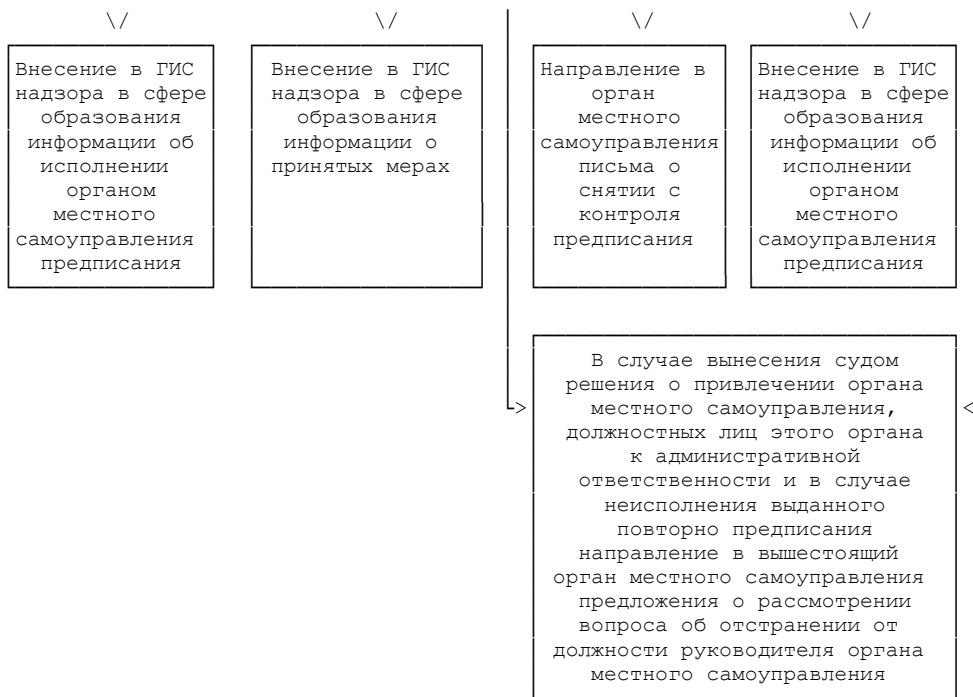 \/ \/ \/ \/
Внесение в ГИС
надзора в сфере
образования
информации об
исполнении
органом
местного
самоуправления
предписания
Внесение в ГИС
надзора в сфере
образования
информации о
принятых мерах
Направление в
орган
местного
самоуправления
письма о
снятии с
контроля
предписания
Внесение в ГИС
надзора в сфере
образования
информации об
исполнении
органом
местного
самоуправления
предписания
В случае вынесения судом
решения о привлечении органа
местного самоуправления,
должностных лиц этого органа
к административной
ответственности и в случае
неисполнения выданного
повторно предписания
направление в вышестоящий
орган местного самоуправления
предложения о рассмотрении
вопроса об отстранении от
должности руководителя органа
местного самоуправления